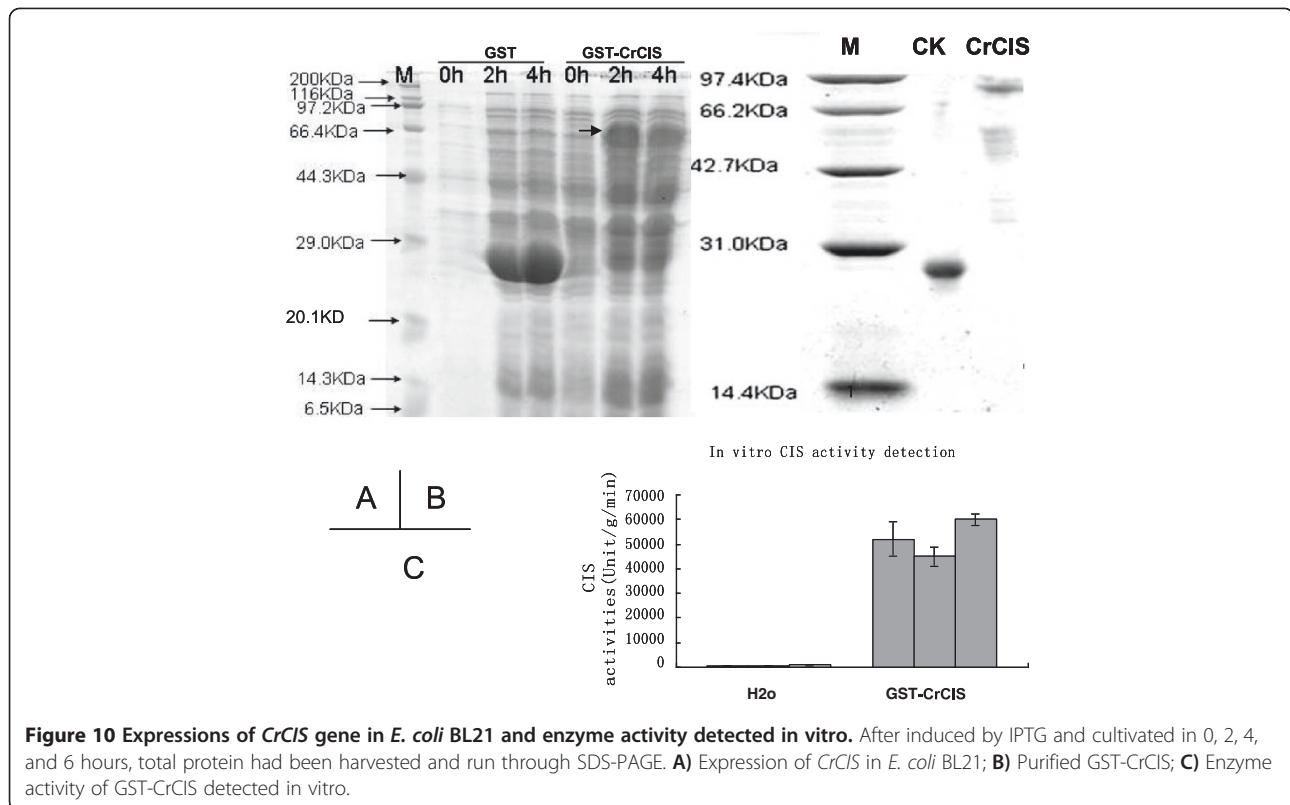 GST GST-CrCIS
M 0h 2h 4h 0h 2h 4h
200KDa
116KDa
97.2KDa
66.4KDa
44.3KDa
29.0KDa
20.1KD
14.3KDa
6.5KDa
M CK CrCIS
97.4KDa
66.2KDa
42.7KDa
31.0KDa
14.4KDa
A B
C
In vitro CIS activity detection
CIS
activities(Unit/g/min)
70000
60000
50000
40000
30000
20000
10000
0
H2o GST-CrCIS
Figure 10 Expressions of CrCIS gene in E. coli BL21 and enzyme activity detected in vitro. After induced by IPTG and cultivated in 0, 2, 4,
and 6 hours, total protein had been harvested and run through SDS-PAGE. A) Expression of CrCIS in E. coli BL21; B) Purified GST-CrCIS; C) Enzyme
activity of GST-CrCIS detected in vitro.